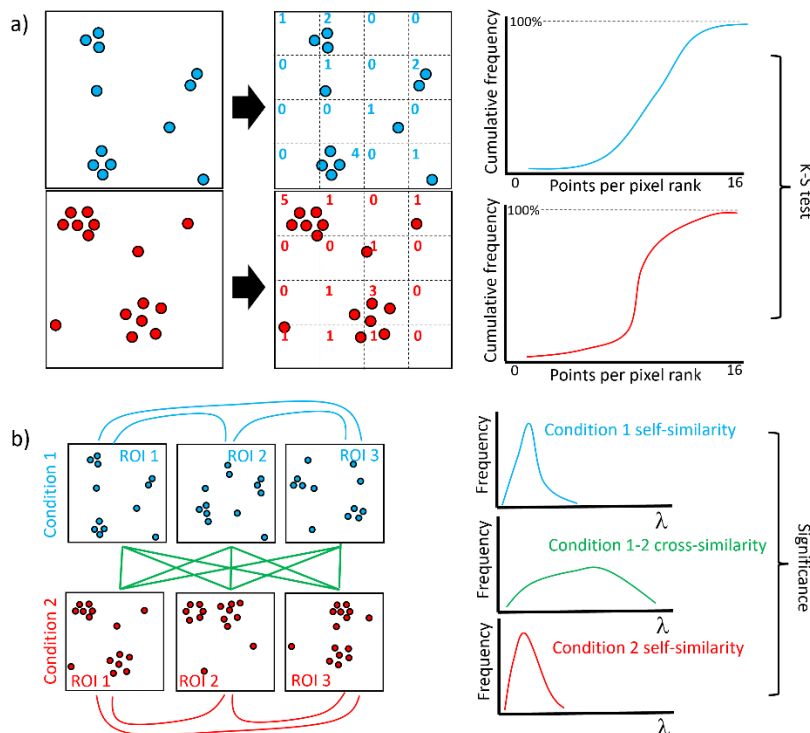 a)
1 2 0 0
0 1 0 2
0 0 1 0
0 4 0 1
100%
Cumulative frequency
0 16
Points per pixel rank
5 1 0 1
0 0 1 0
0 1 3 0
1 1 1 0
100%
Cumulative frequency
0 16
Points per pixel rank
K-S test
b)
Condition 1
ROI 1
ROI 2
ROI 3
Condition 2
ROI 1
ROI 2
ROI 3
Frequency
Condition 1 self-similarity
λ
Frequency
Condition 1-2 cross-similarity
λ
Frequency
Condition 2 self-similarity
λ
Significance